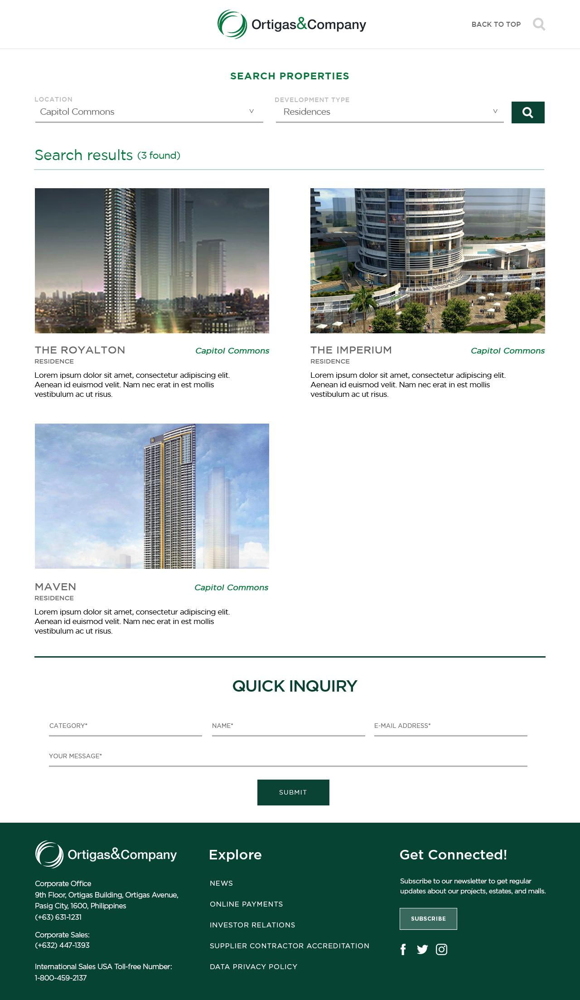 Ortigas&Company
BACK TO TOP
SEARCH PROPERTIES
LOCATION
Capitol Commons
DEVELOPMENT TYPE
Residences
Search results (3 found)
THE ROYALTON
Capitol Commons
RESIDENCE
Lorem ipsum dolor sit amet, consectetur adipiscing elit.
Aenean id euismod velit. Nam nec erat in est mollis
vestibulum ac ut risus.
THE IMPERIUM
Capitol Commons
RESIDENCE
Lorem ipsum dolor sit amet, consectetur adipiscing elit.
Aenean id euismod velit. Nam nec erat in est mollis
vestibulum ac ut risus.
MAVEN
Capitol Commons
RESIDENCE
Lorem ipsum dolor sit amet, consectetur adipiscing elit.
Aenean id euismod velit. Nam nec erat in est mollis
vestibulum ac ut risus.
QUICK INQUIRY
CATEGORY*
NAME*
E-MAIL ADDRESS*
YOUR MESSAGE*
SUBMIT
Ortigas&Company
Corporate Office
9th Floor, Ortigas Building, Ortigas Avenue,
Pasig City, 1600, Philippines
(+63) 631-1231
Corporate Sales:
(+632) 447-1393
International Sales USA Toll-free Number:
1-800-459-2137
Explore
NEWS
ONLINE PAYMENTS
INVESTOR RELATIONS
SUPPLIER CONTRACTOR ACCREDITATION
DATA PRIVACY POLICY
Get Connected!
Subscribe to our newsletter to get regular
updates about our projects, estates, and malls.
SUBSCRIBE